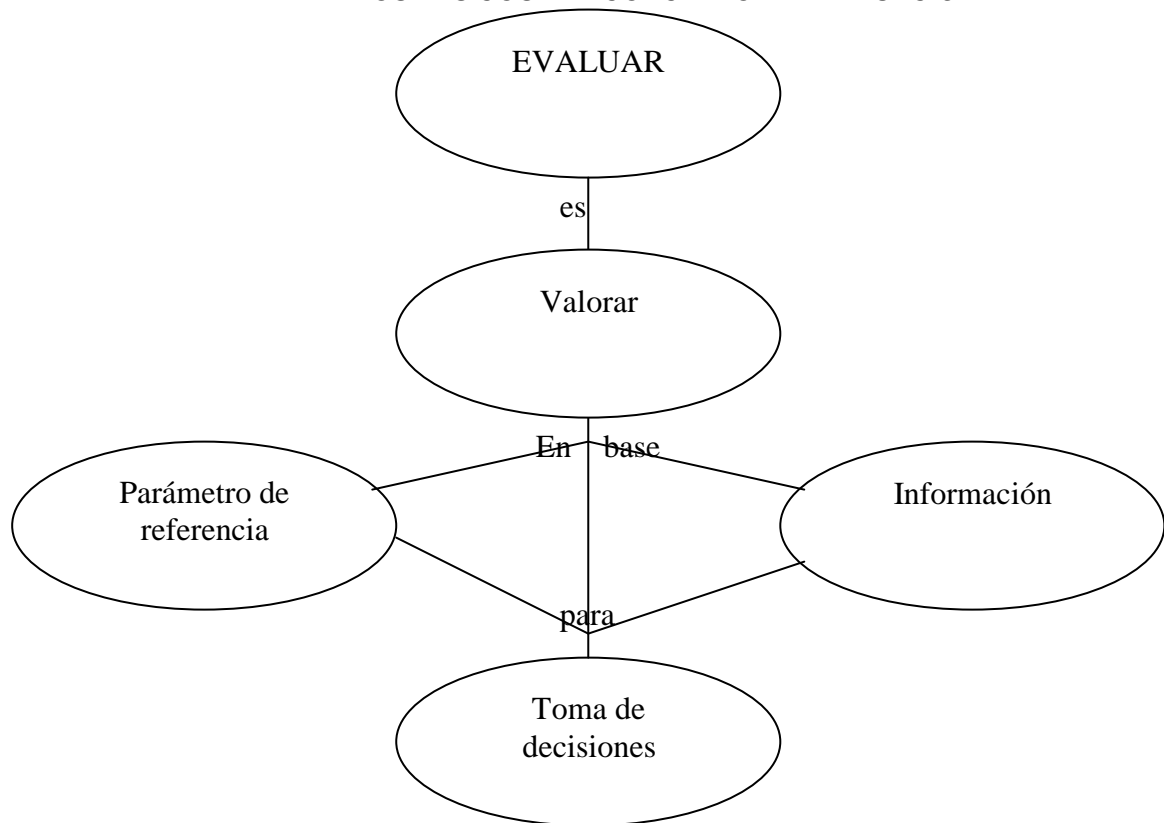 EVALUAR
es
Valorar
En base
Parámetro de
referencia
Información
para
Toma de
decisiones